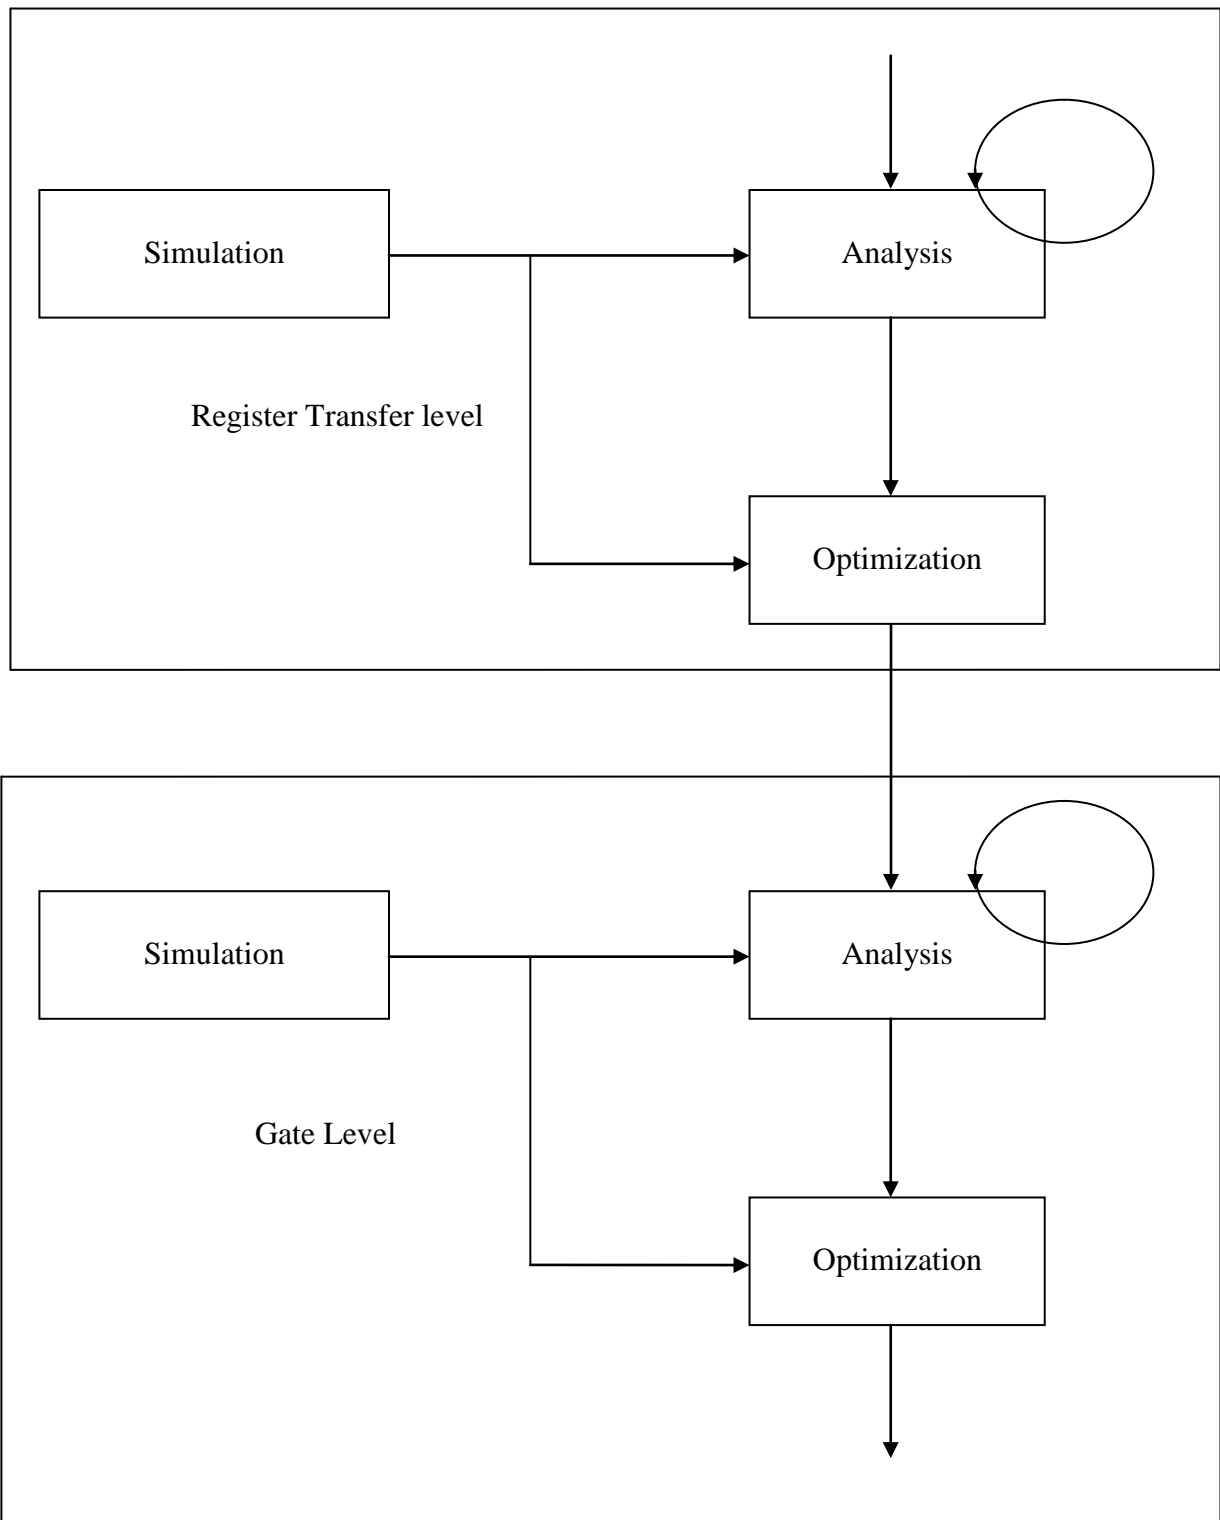 Simulation
Analysis
Register Transfer level
Optimization
Simulation
Analysis
Gate Level
Optimization